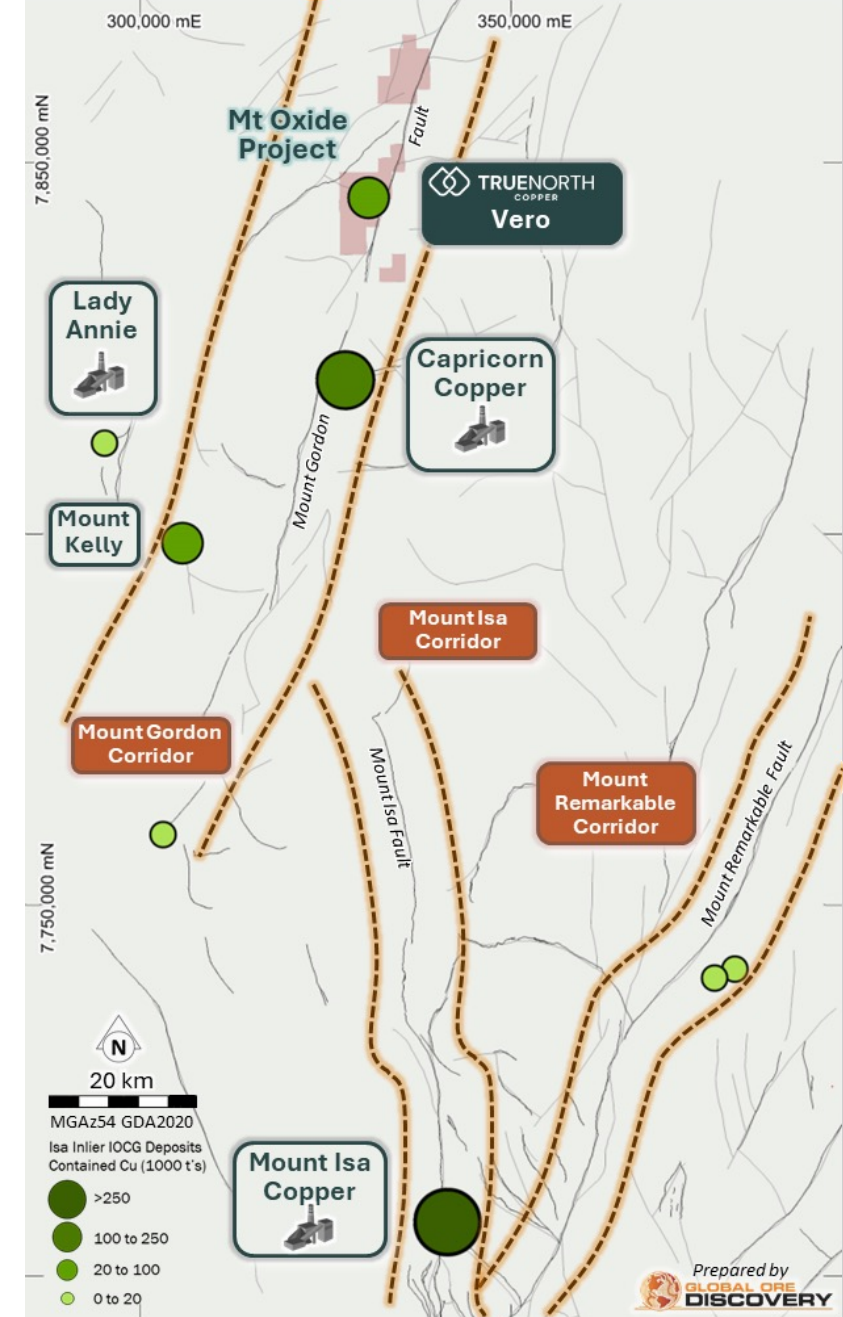 300,000 mE
350,000 mE
7,850,000 mN
Mt Oxide
Project
Fault
TRUENORTH
COPPER
Vero
Lady
Annie
Capricorn
Copper
Mount Gordon
Mount
Kelly
Mount Isa
Corridor
Mount Gordon
Corridor
Mount Isa Fault
Mount
Remarkable
Corridor
Mount Remarkable Fault
7,750,000 mN
N
20 km
MGAz54 GDA2020
Isa Inlier IOCG Deposits
Contained Cu (1000 t's)
>250
100 to 250
20 to 100
0 to 20
Mount Isa
Copper
Prepared by
GLOBAL ORE
DISCOVERY